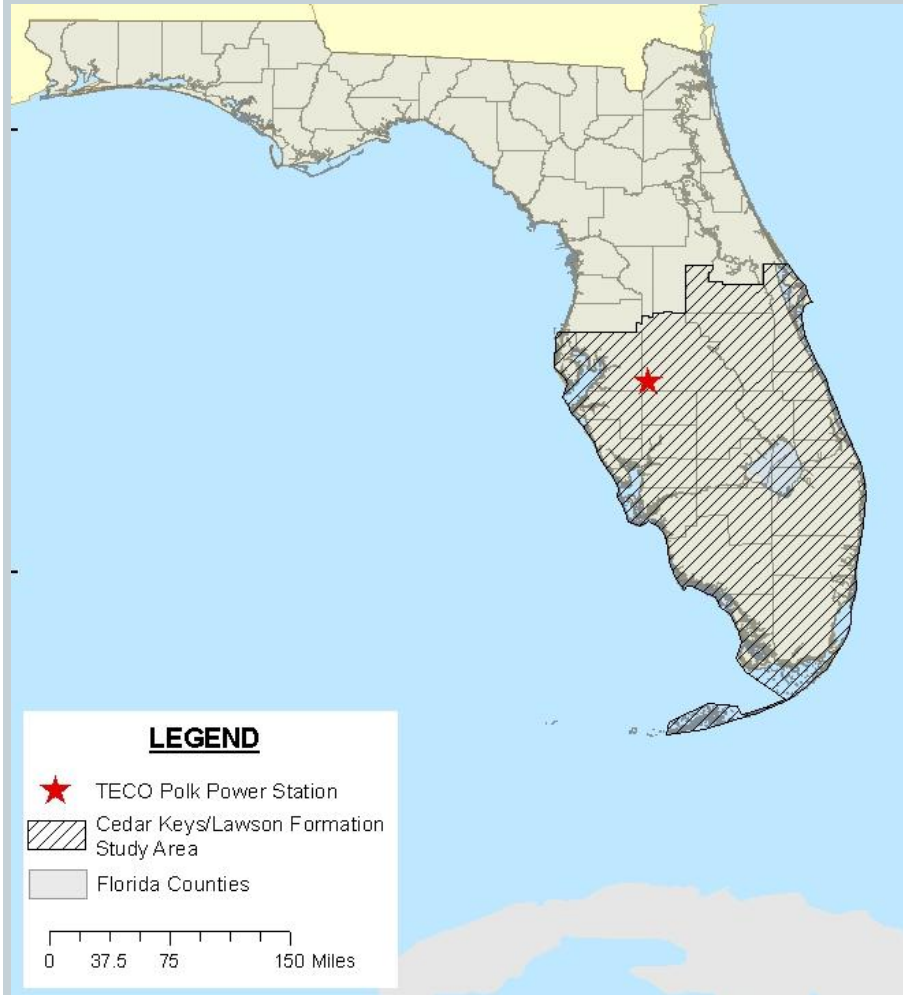 LEGEND
TECO Polk Power Station
Cedar Keys/Lawson Formation
Study Area
Florida Counties
0 37.5 75 150 Miles